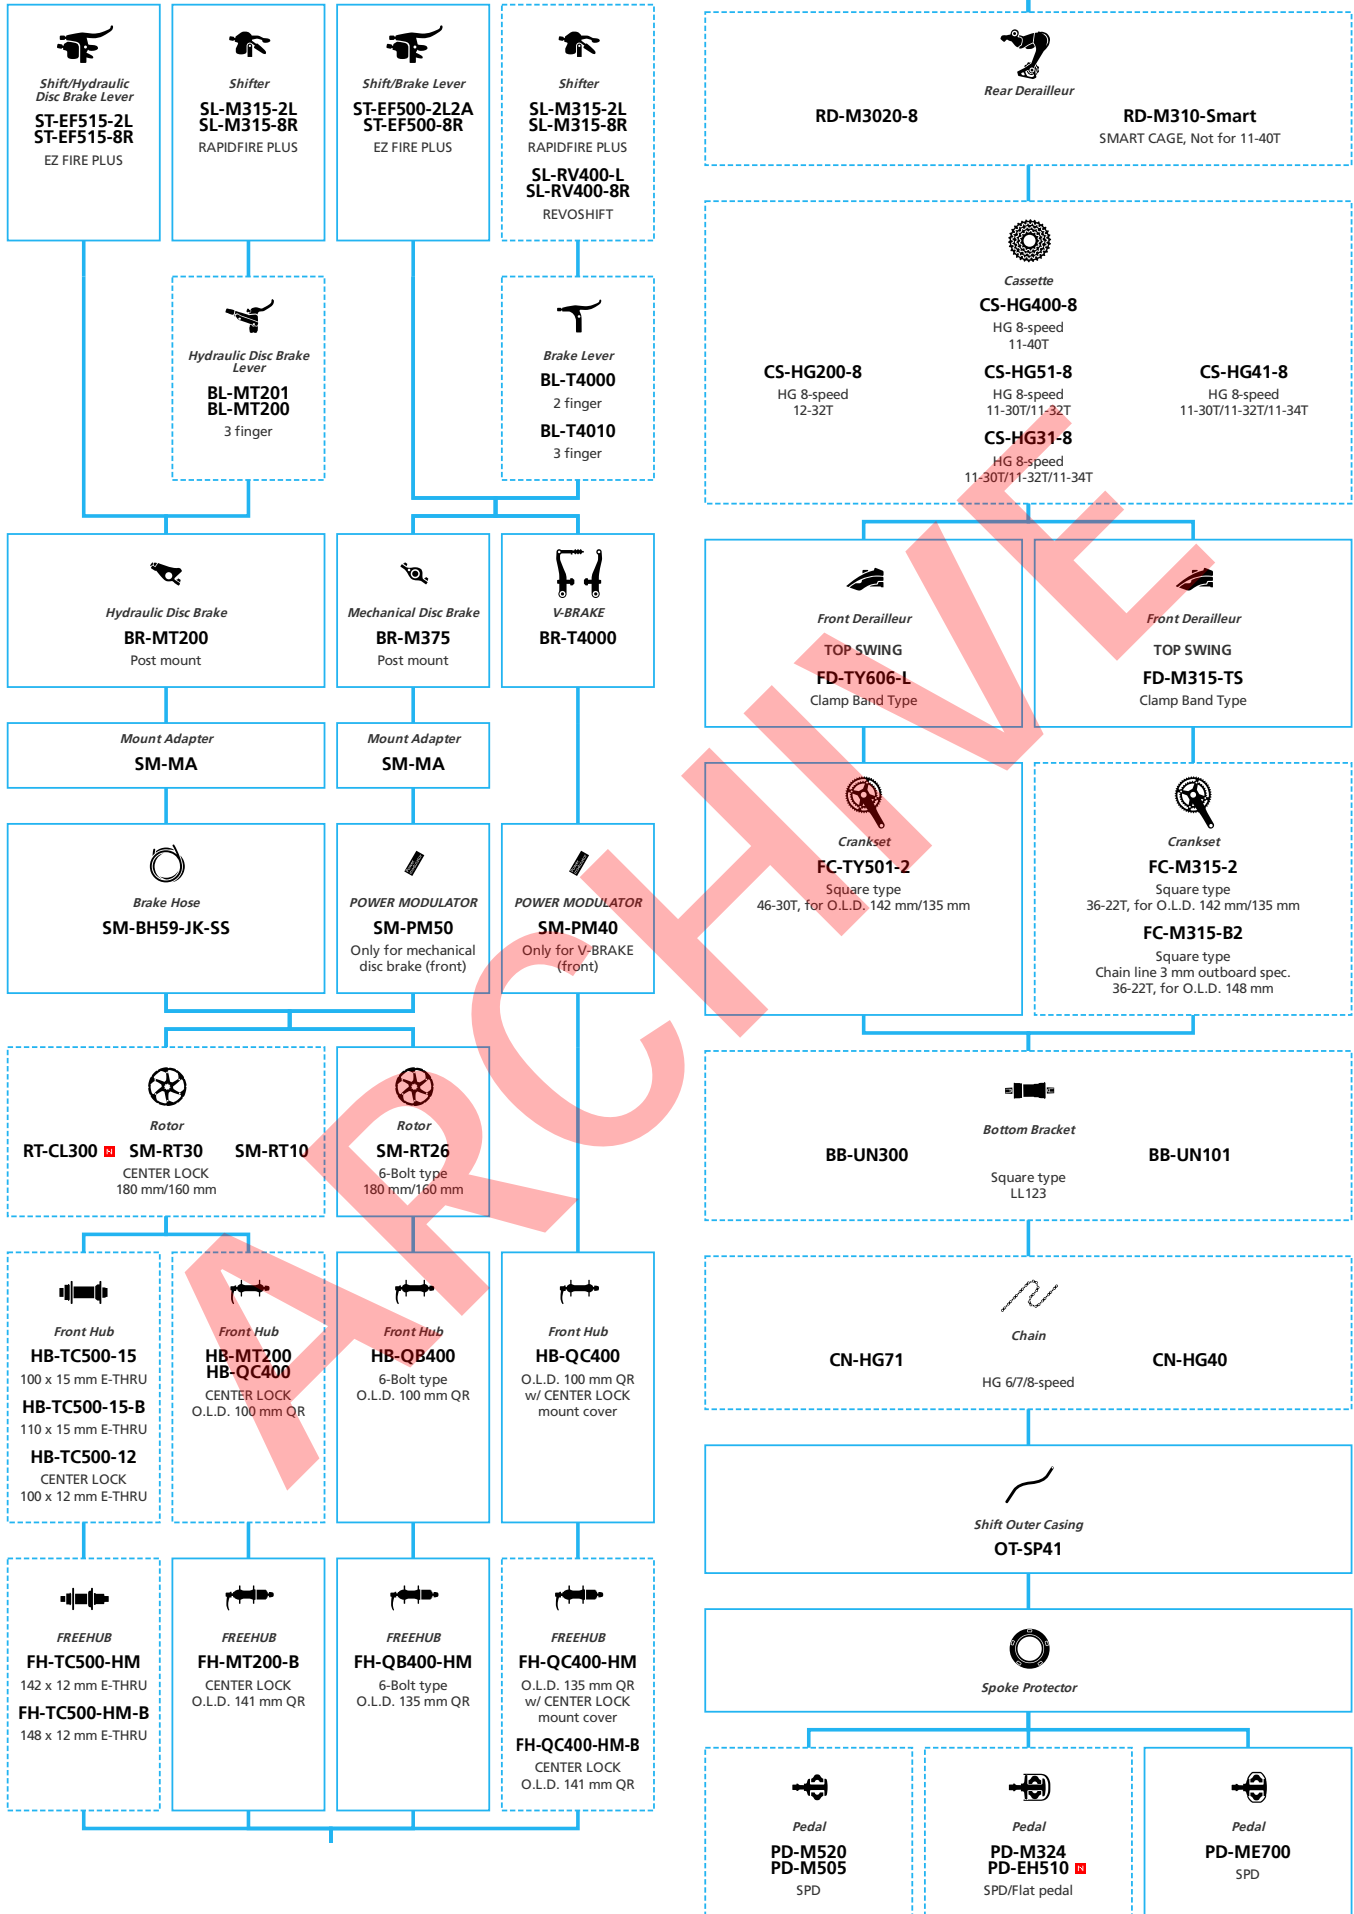 Shift/Hydraulic
Disc Brake Lever
ST-EF515-2L
ST-EF515-8R
EZ FIRE PLUS
Shifter
SL-M315-2L
SL-M315-8R
RAPIDFIRE PLUS
Shift/Brake Lever
ST-EF500-2L2A
ST-EF500-8R
EZ FIRE PLUS
Shifter
SL-M315-2L
SL-M315-8R
RAPIDFIRE PLUS
SL-RV400-L
SL-RV400-8R
REVOSHIFT
Hydraulic Disc Brake
Lever
BL-MT201
BL-MT200
3 finger
Brake Lever
BL-T4000
2 finger
BL-T4010
3 finger
Hydraulic Disc Brake
BR-MT200
Post mount
Mechanical Disc Brake
BR-M375
Post mount
V-BRAKE
BR-T4000
Mount Adapter
SM-MA
Mount Adapter
SM-MA
Brake Hose
SM-BH59-JK-SS
POWER MODULATOR
SM-PM50
Only for mechanical
disc brake (front)
POWER MODULATOR
SM-PM40
Only for V-BRAKE
(front)
Rotor
RT-CL300 N SM-RT30 SM-RT10
CENTER LOCK
180 mm/160 mm
Rotor
SM-RT26
6-Bolt type
180 mm/160 mm
Front Hub
HB-TC500-15
100 x 15 mm E-THRU
HB-TC500-15-B
110 x 15 mm E-THRU
HB-TC500-12
CENTER LOCK
100 x 12 mm E-THRU
Front Hub
HB-MT200
HB-QC400
CENTER LOCK
O.L.D. 100 mm QR
Front Hub
HB-QB400
6-Bolt type
O.L.D. 100 mm QR
Front Hub
HB-QC400
O.L.D. 100 mm QR
w/ CENTER LOCK
mount cover
FREEHUB
FH-TC500-HM
142 x 12 mm E-THRU
FH-TC500-HM-B
148 x 12 mm E-THRU
FREEHUB
FH-MT200-B
CENTER LOCK
O.L.D. 141 mm QR
FREEHUB
FH-QB400-HM
6-Bolt type
O.L.D. 135 mm QR
FREEHUB
FH-QC400-HM
O.L.D. 135 mm QR
w/ CENTER LOCK
mount cover
FH-QC400-HM-B
CENTER LOCK
O.L.D. 141 mm QR
Rear Derailleur
RD-M3020-8
RD-M310-Smart
SMART CAGE, Not for 11-40T
Cassette
CS-HG400-8
HG 8-speed
11-40T
CS-HG200-8
HG 8-speed
12-32T
CS-HG51-8
HG 8-speed
11-30T/11-32T
CS-HG31-8
HG 8-speed
11-30T/11-32T/11-34T
CS-HG41-8
HG 8-speed
11-30T/11-32T/11-34T
Front Derailleur
TOP SWING
FD-TY606-L
Clamp Band Type
Front Derailleur
TOP SWING
FD-M315-TS
Clamp Band Type
Crankset
FC-TY501-2
Square type
46-30T, for O.L.D. 142 mm/135 mm
Crankset
FC-M315-2
Square type
36-22T, for O.L.D. 142 mm/135 mm
FC-M315-B2
Square type
Chain line 3 mm outboard spec.
36-22T, for O.L.D. 148 mm
Bottom Bracket
BB-UN300 BB-UN101
Square type
LL123
Chain
CN-HG71 CN-HG40
HG 6/7/8-speed
Shift Outer Casing
OT-SP41
Spoke Protector
Pedal
PD-M520
PD-M505
SPD
Pedal
PD-M324
PD-EH510 N
SPD/Flat pedal
Pedal
PD-ME700
SPD
ARCHIVE